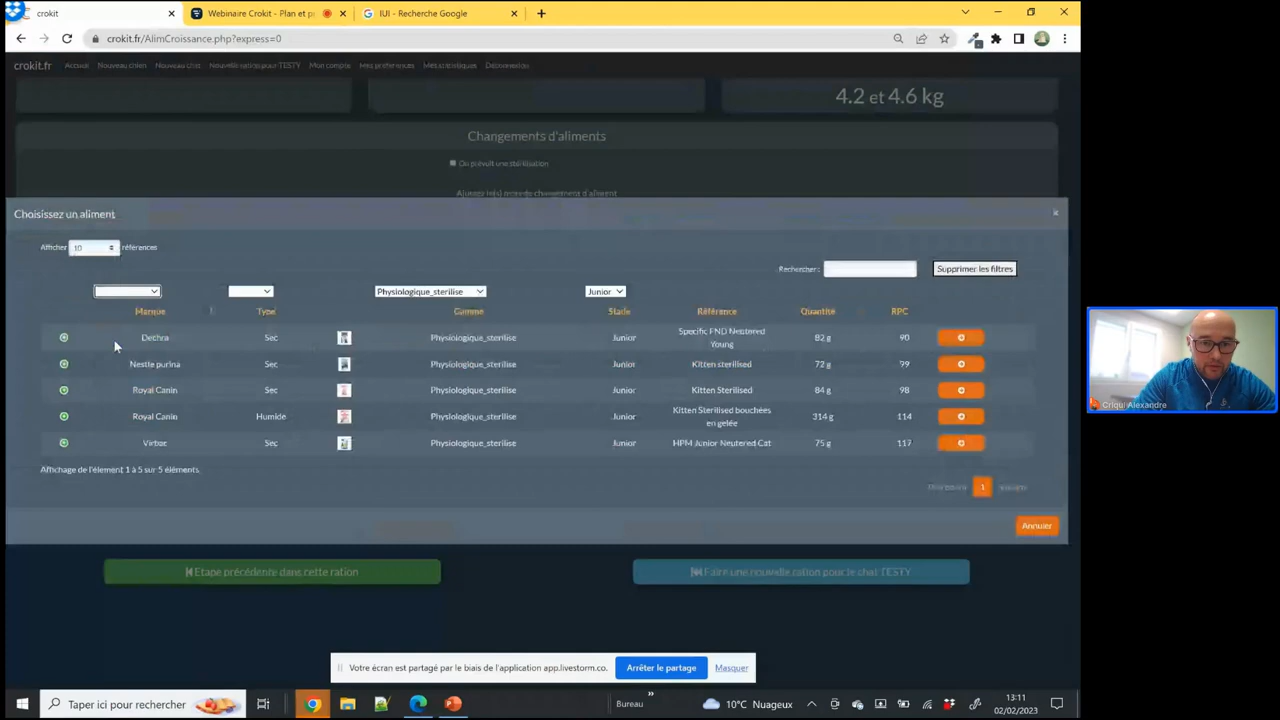 crokit
Webinaire Crokit - Plan et p
IUI - Recherche Google
crokit.fr/AlimCroissance.php?express=0
crokit.fr Accueil Nouveau chien Nouveau chat Nouvelle ration pour TESTY Mon compte Mes préférences Mes statistiques Déconnexion
4.2 et 4.6 kg
Changements d'aliments
On prévoit une stérilisation
Ajustez le(s) mois de changement d'aliment
Choisissez un aliment
Afficher 10 références
Rechercher: Supprimer les filtres
Physiologique_sterilise Junior
Marque Type Gamme Stade Référence Quantité RPC
Dechra Sec Physiologique_sterilise Junior Specific FND Neutered Young 82 g 90
Nestle purina Sec Physiologique_sterilise Junior Kitten sterilised 72 g 99
Royal Canin Sec Physiologique_sterilise Junior Kitten Sterilised 84 g 98
Royal Canin Humide Physiologique_sterilise Junior Kitten Sterilised bouchées en gelée 314 g 114
Virbac Sec Physiologique_sterilise Junior HPM Junior Neutered Cat 75 g 117
Affichage de l'élement 1 à 5 sur 5 éléments
1
Annuler
Etape précédente dans cette ration
Faire une nouvelle ration pour le chat TESTY
Votre écran est partagé par le biais de l'application app.livestorm.co.
Arrêter le partage
Masquer
Criqui Alexandre
Taper ici pour rechercher
Bureau
10°C Nuageux
13:11
02/02/2023